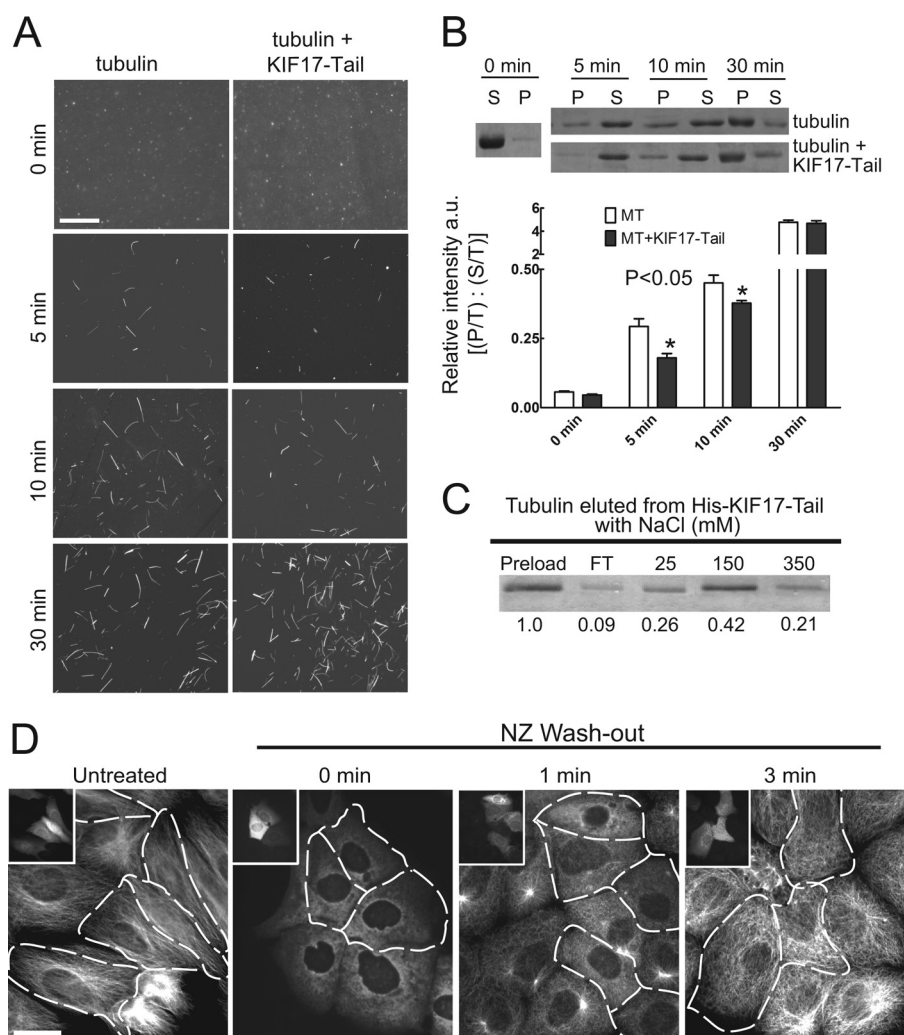 A
tubulin
tubulin +
KIF17-Tail
0 min
5 min
10 min
30 min
B
0 min 5 min 10 min 30 min
S P P S P S P S
tubulin
tubulin +
KIF17-Tail
Relative intensity a.u.
[(P/T) : (S/T)]
6
4
2
0.50
0.25
0.00
MT
MT+KIF17-Tail
P<0.05
*
*
0 min 5 min 10 min 30 min
C
Tubulin eluted from His-KIF17-Tail
with NaCl (mM)
Preload FT 25 150 350
1.0 0.09 0.26 0.42 0.21
D
NZ Wash-out
Untreated 0 min 1 min 3 min